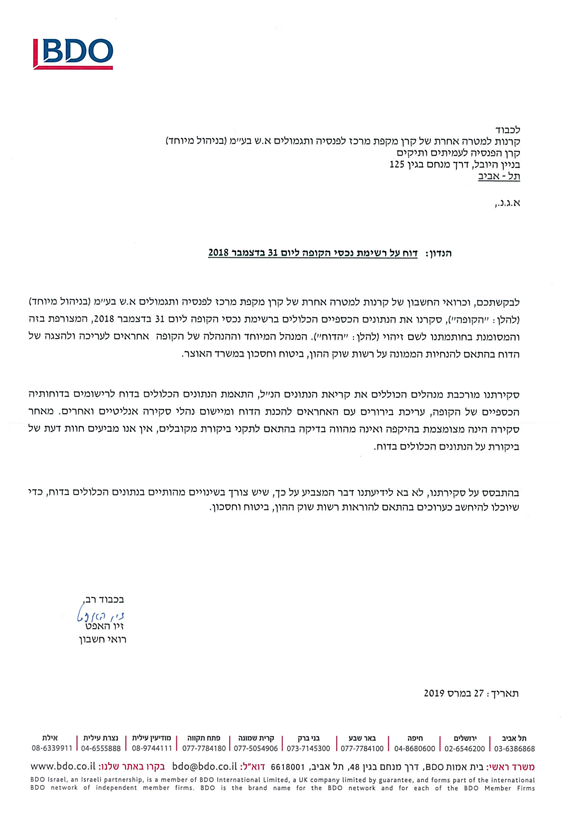 BDO
לכבוד
קרנות למטרה אחרת של קרן מקפת מרכז לפנסיה ותגמולים א.ש בע״מ (בניהול מיוחד)
קרן הפנסיה לעמיתים ותיקים
בניין היובל, דרך מנחם בגין 125
תל - אביב
א.ג.נ.,
הנדון: דוח על רשימת נכסי הקופה ליום 31 בדצמבר 2018
לבקשתכם, וכרואי החשבון של קרנות למטרה אחרת של קרן מקפת מרכז לפנסיה ותגמולים א.ש בע״מ (בניהול מיוחד)
(להלן: ״הקופה״), סקרנו את הנתונים הכספיים הכלולים ברשימת נכסי הקופה ליום 31 בדצמבר 2018, המצורפת בזה
והמסומנת בחותמתנו לשם זיהוי (להלן: ״הדוח״). המנהל המיוחד וההנהלה של הקופה אחראים לעריכה ולהצגה של
הדוח בהתאם להנחיות הממונה על רשות שוק ההון, ביטוח וחסכון במשרד האוצר.
סקירתנו מורכבת מנהלים הכוללים את קריאת הנתונים הנ״ל, התאמת הנתונים הכלולים בדוח לרישומים בדוחותיה
הכספיים של הקופה, עריכת בירורים עם האחראים להכנת הדוח ומיישום נהלי סקירה אנליטיים ואחרים. מאחר
סקירה הינה מצומצמת בהיקפה ואינה מהווה בדיקה בהתאם לתקני ביקורת מקובלים, אין אנו מביעים חוות דעת של
ביקורת על הנתונים הכלולים בדוח.
בהתבסס על סקירתנו, לא בא לידיעתנו דבר המצביע על כך, שיש צורך בשינויים מהותיים בנתונים הכלולים בדוח, כדי
שיוכלו להיחשב כערוכים בהתאם להוראות רשות שוק ההון, ביטוח וחסכון.
בכבוד רב,
זיו האפט
זיו האפט
רואי חשבון
תאריך: 27 במרס 2019
תל אביב ירושלים חיפה באר שבע בני ברק קרית שמונה פתח תקווה מודיעין עילית נצרת עילית אילת
03-6386868 02-6546200 04-8680600 077-7784100 073-7145300 077-5054906 077-7784180 08-9744111 04-6555888 08-6339911
משרד ראשי: בית אמות BDO, דרך מנחם בגין 48, תל אביב, 6618001 דוא״ל: bdo@bdo.co.il בקרו באתר שלנו: www.bdo.co.il
BDO Israel, an Israeli partnership, is a member of BDO International Limited, a UK company limited by guarantee, and forms part of the international
BDO network of independent member firms. BDO is the brand name for the BDO network and for each of the BDO Member Firms